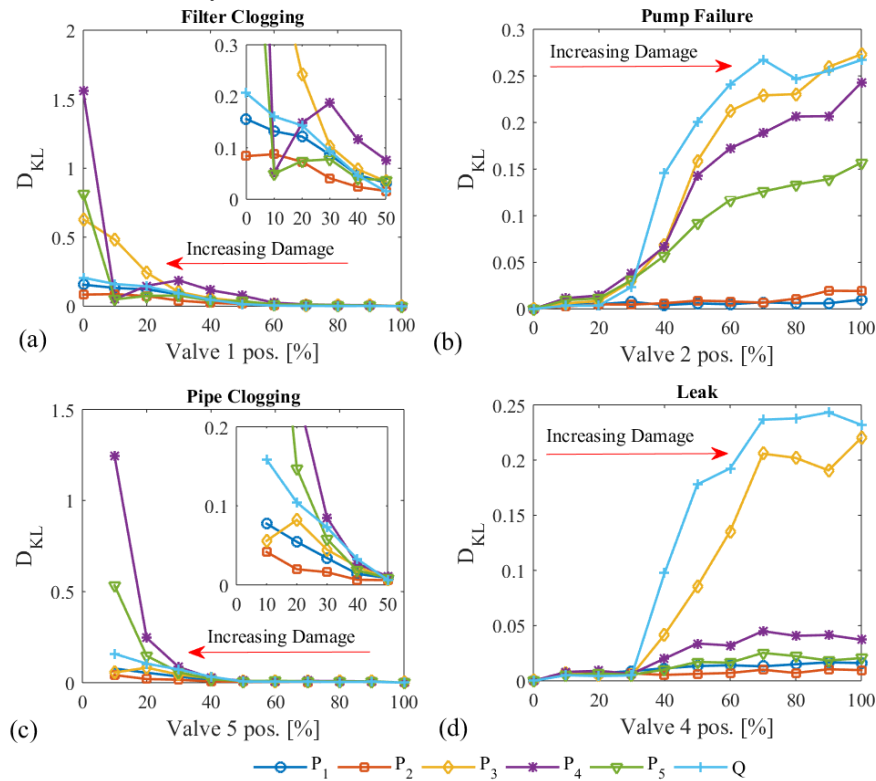 Filter Clogging
2
1.5
1
0.5
0
D_KL
0.3
0.2
0.1
0
0 10 20 30 40 50
Increasing Damage
0 20 40 60 80 100
(a) Valve 1 pos. [%]
Pump Failure
0.3
0.25
0.2
0.15
0.1
0.05
0.00
D_KL
Increasing Damage
0 20 40 60 80 100
(b) Valve 2 pos. [%]
Pipe Clogging
1.5
1
0.5
0
D_KL
0.2
0.1
0
0 10 20 30 40 50
Increasing Damage
0 20 40 60 80 100
(c) Valve 5 pos. [%]
Leak
0.25
0.2
0.15
0.1
0.05
0
D_KL
Increasing Damage
0 20 40 60 80 100
(d) Valve 4 pos. [%]
P_1 P_2 P_3 P_4 P_5 Q